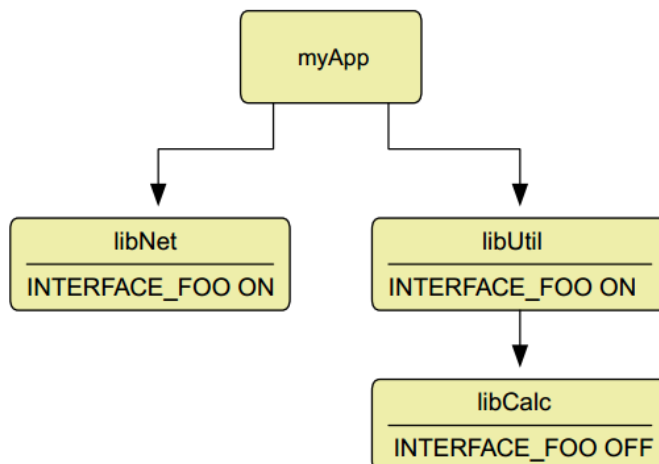 myApp
libNet
INTERFACE_FOO ON
libUtil
INTERFACE_FOO ON
libCalc
INTERFACE_FOO OFF